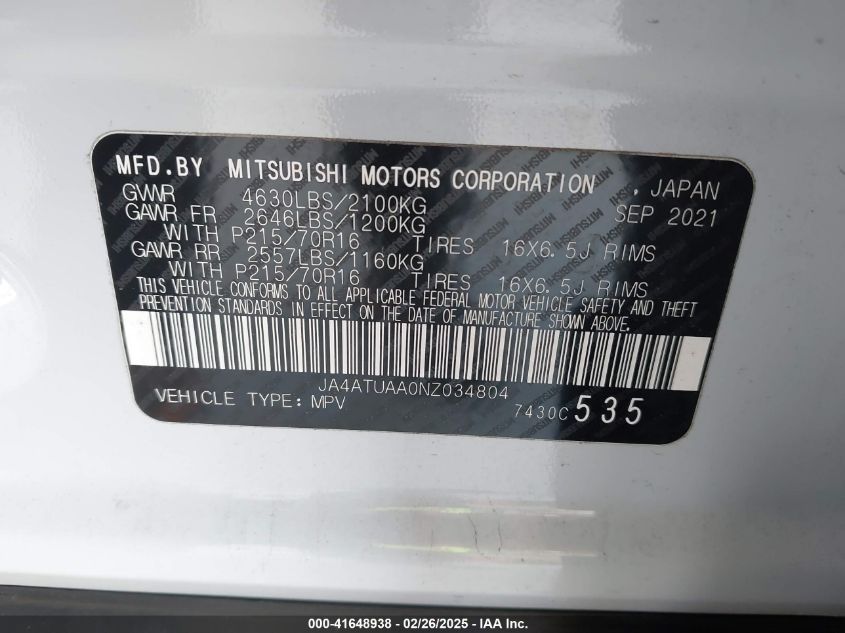 MFD.BY MITSUBISHI MOTORS CORPORATION, JAPAN
GVWR 4630LBS/2100KG SEP 2021
GAWR FR 2646LBS/1200KG
WITH P215/70R16 TIRES 16X6.5J RIMS
GAWR RR 2557LBS/1160KG
WITH P215/70R16 TIRES 16X6.5J RIMS
THIS VEHICLE CONFORMS TO ALL APPLICABLE FEDERAL MOTOR VEHICLE SAFETY AND THEFT
PREVENTION STANDARDS IN EFFECT ON THE DATE OF MANUFACTURE SHOWN ABOVE.
JA4ATUAA0NZ034804
VEHICLE TYPE: MPV 7430C 535
000-41648938 - 02/26/2025 - IAA Inc.